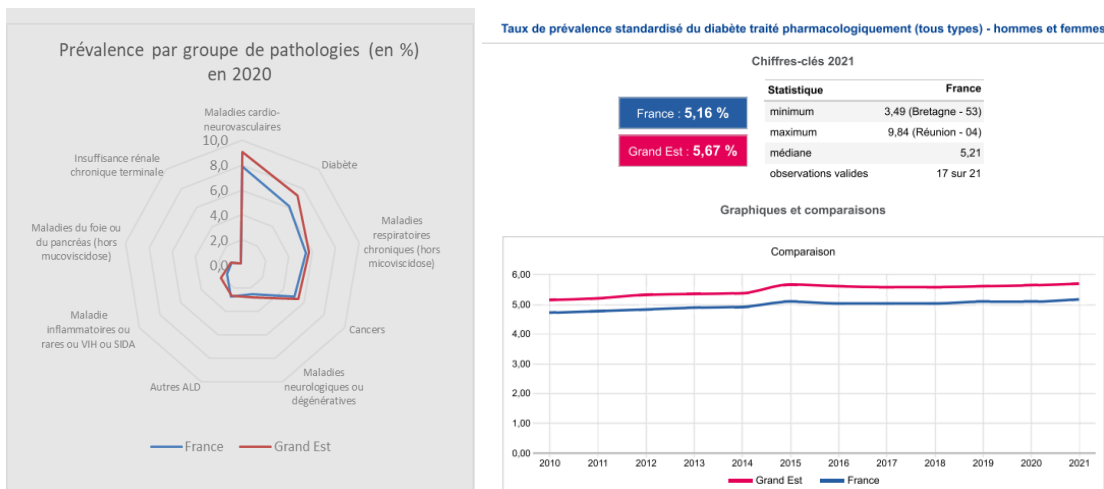 Prévalence par groupe de pathologies (en %)
en 2020
Maladies cardio-
neurovasculaires
10,0
8,0
6,0
4,0
2,0
0,0
Diabète
Maladies
respiratoires
chroniques (hors
micoviscidose)
Cancers
Maladies
neurologiques ou
dégénératives
Autres ALD
Maladie
inflammatoires ou
rares ou VIH ou SIDA
Maladies du foie ou
du pancréas (hors
mucoviscidose)
Insuffisance rénale
chronique terminale
France
Grand Est
Taux de prévalence standardisé du diabète traité pharmacologiquement (tous types) - hommes et femmes
Chiffres-clés 2021
France : 5,16 %
Grand Est : 5,67 %
Statistique France
minimum 3,49 (Bretagne - 53)
maximum 9,84 (Réunion - 04)
médiane 5,21
observations valides 17 sur 21
Graphiques et comparaisons
Comparaison
6,00
5,00
4,00
3,00
2,00
1,00
0,00
2010 2011 2012 2013 2014 2015 2016 2017 2018 2019 2020 2021
Grand Est France